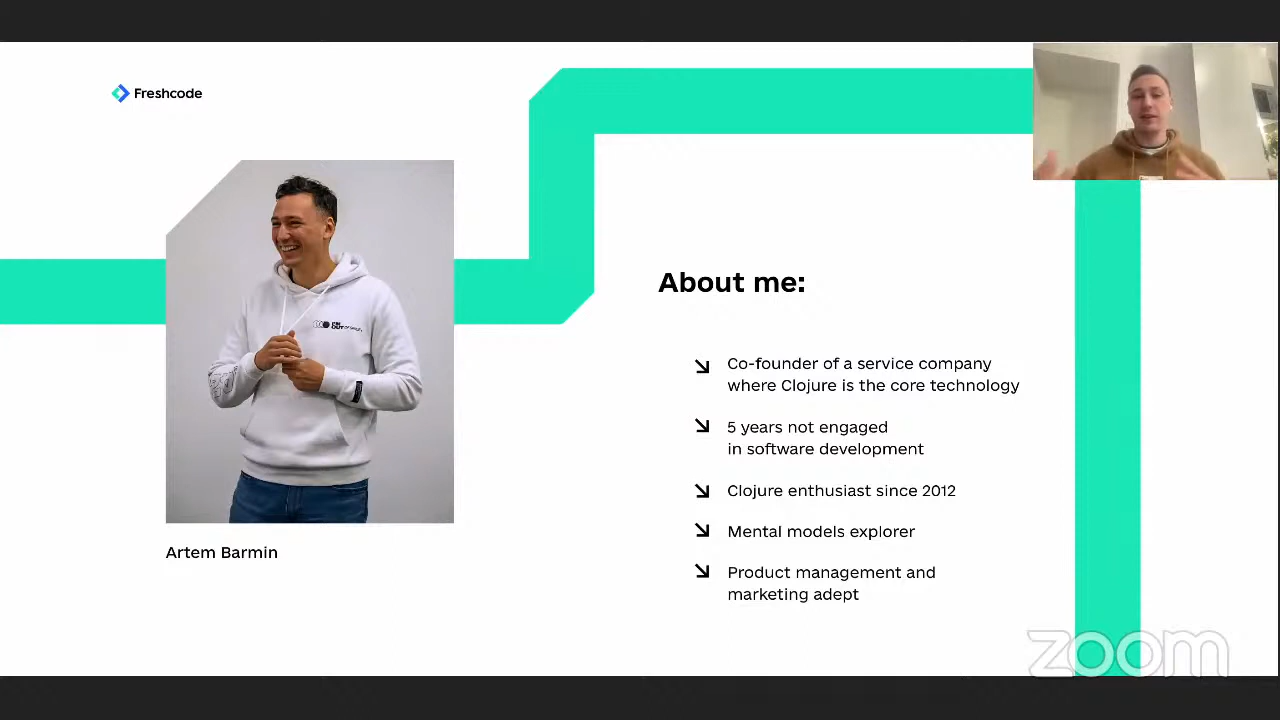 Freshcode
About me:
Co-founder of a service company
where Clojure is the core technology
5 years not engaged
in software development
Clojure enthusiast since 2012
Mental models explorer
Product management and
marketing adept
Artem Barmin
zoom